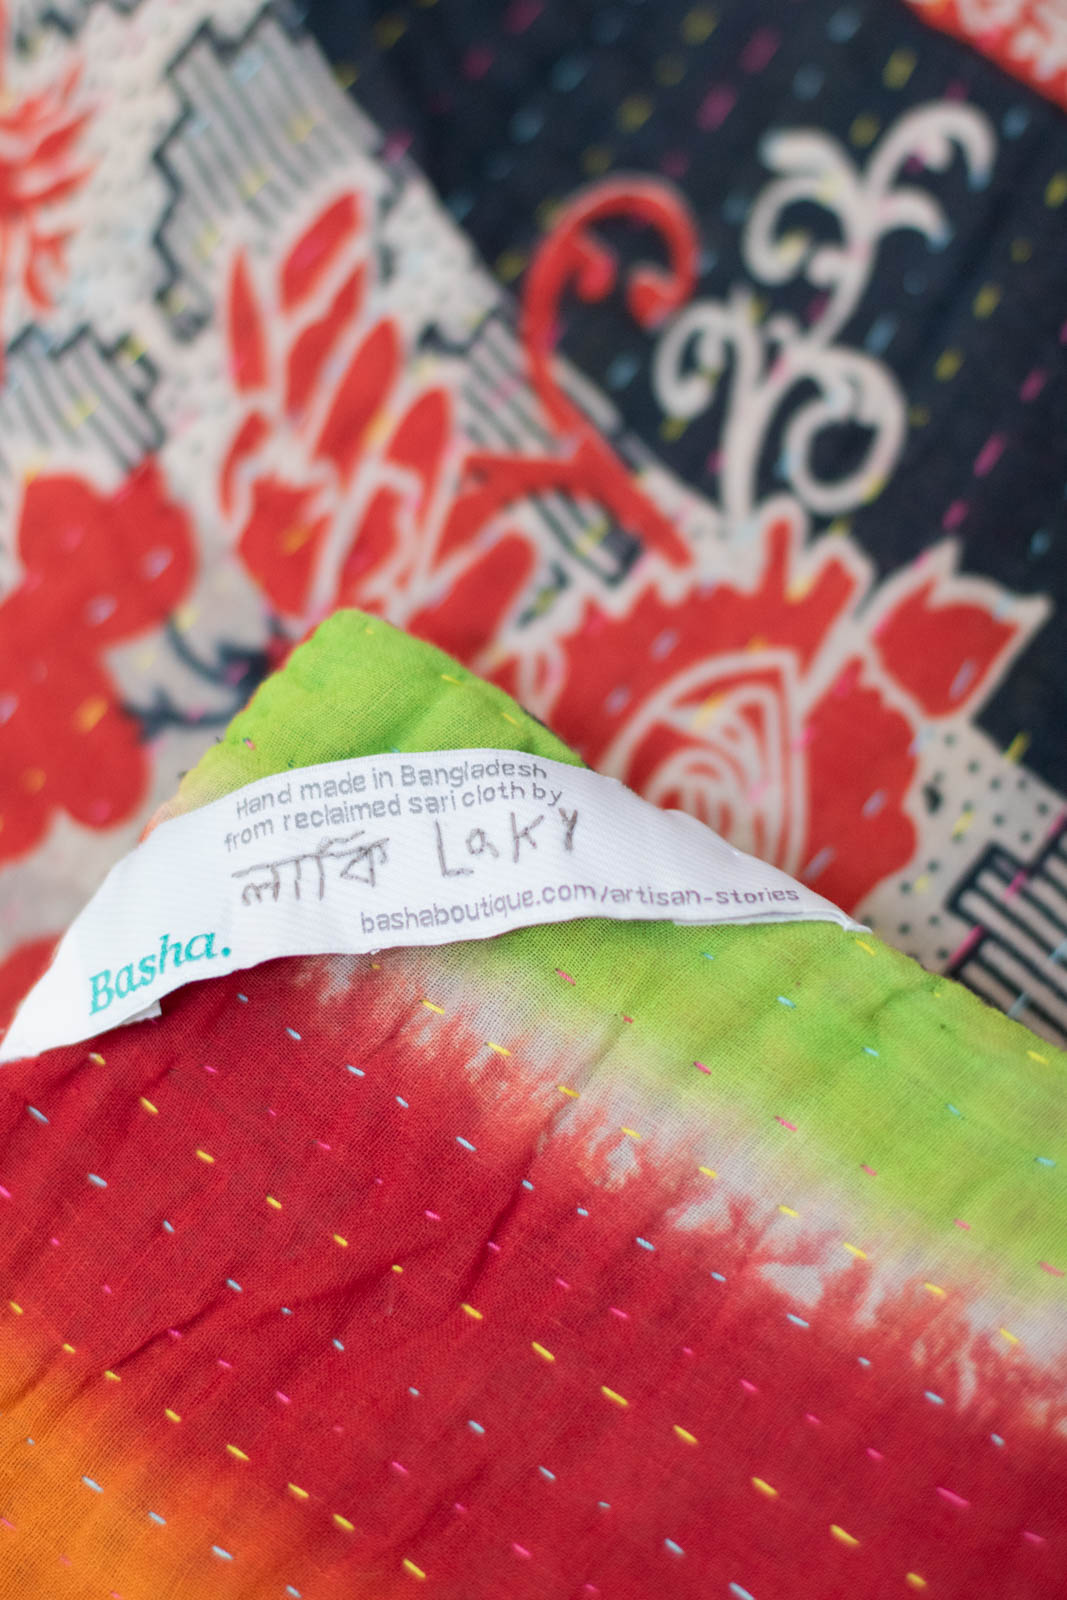 Hand made in Bangladesh
from reclaimed sari cloth by
লার্কি Laky
bashaboutique.com/artisan-stories
Basha.